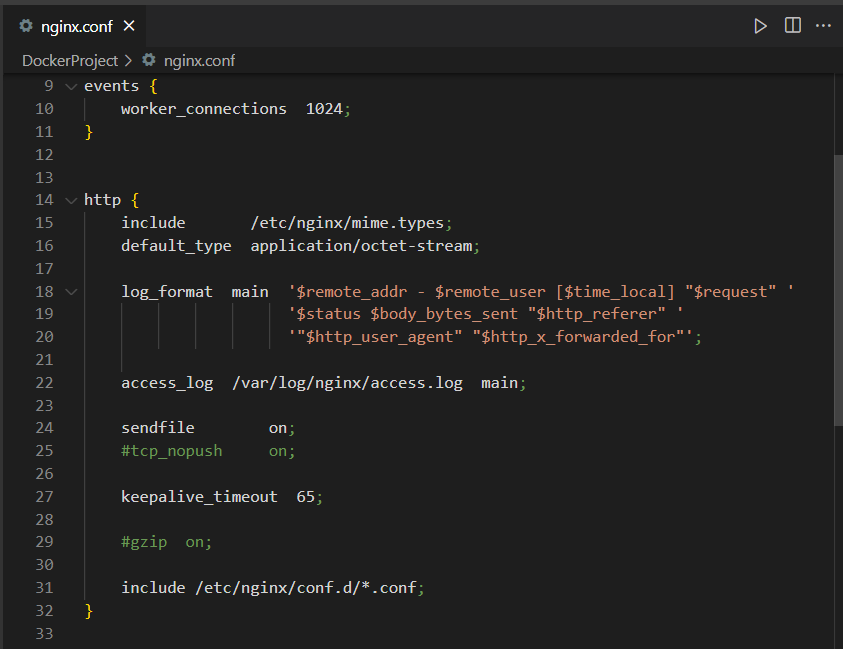 nginx.conf ×
DockerProject > nginx.conf
9 events {
10     worker_connections  1024;
11 }
12
13
14 http {
15     include       /etc/nginx/mime.types;
16     default_type  application/octet-stream;
17
18     log_format  main  '$remote_addr - $remote_user [$time_local] "$request" '
19                       '$status $body_bytes_sent "$http_referer" '
20                       '"$http_user_agent" "$http_x_forwarded_for"';
21
22     access_log  /var/log/nginx/access.log  main;
23
24     sendfile        on;
25     #tcp_nopush     on;
26
27     keepalive_timeout  65;
28
29     #gzip  on;
30
31     include /etc/nginx/conf.d/*.conf;
32 }
33